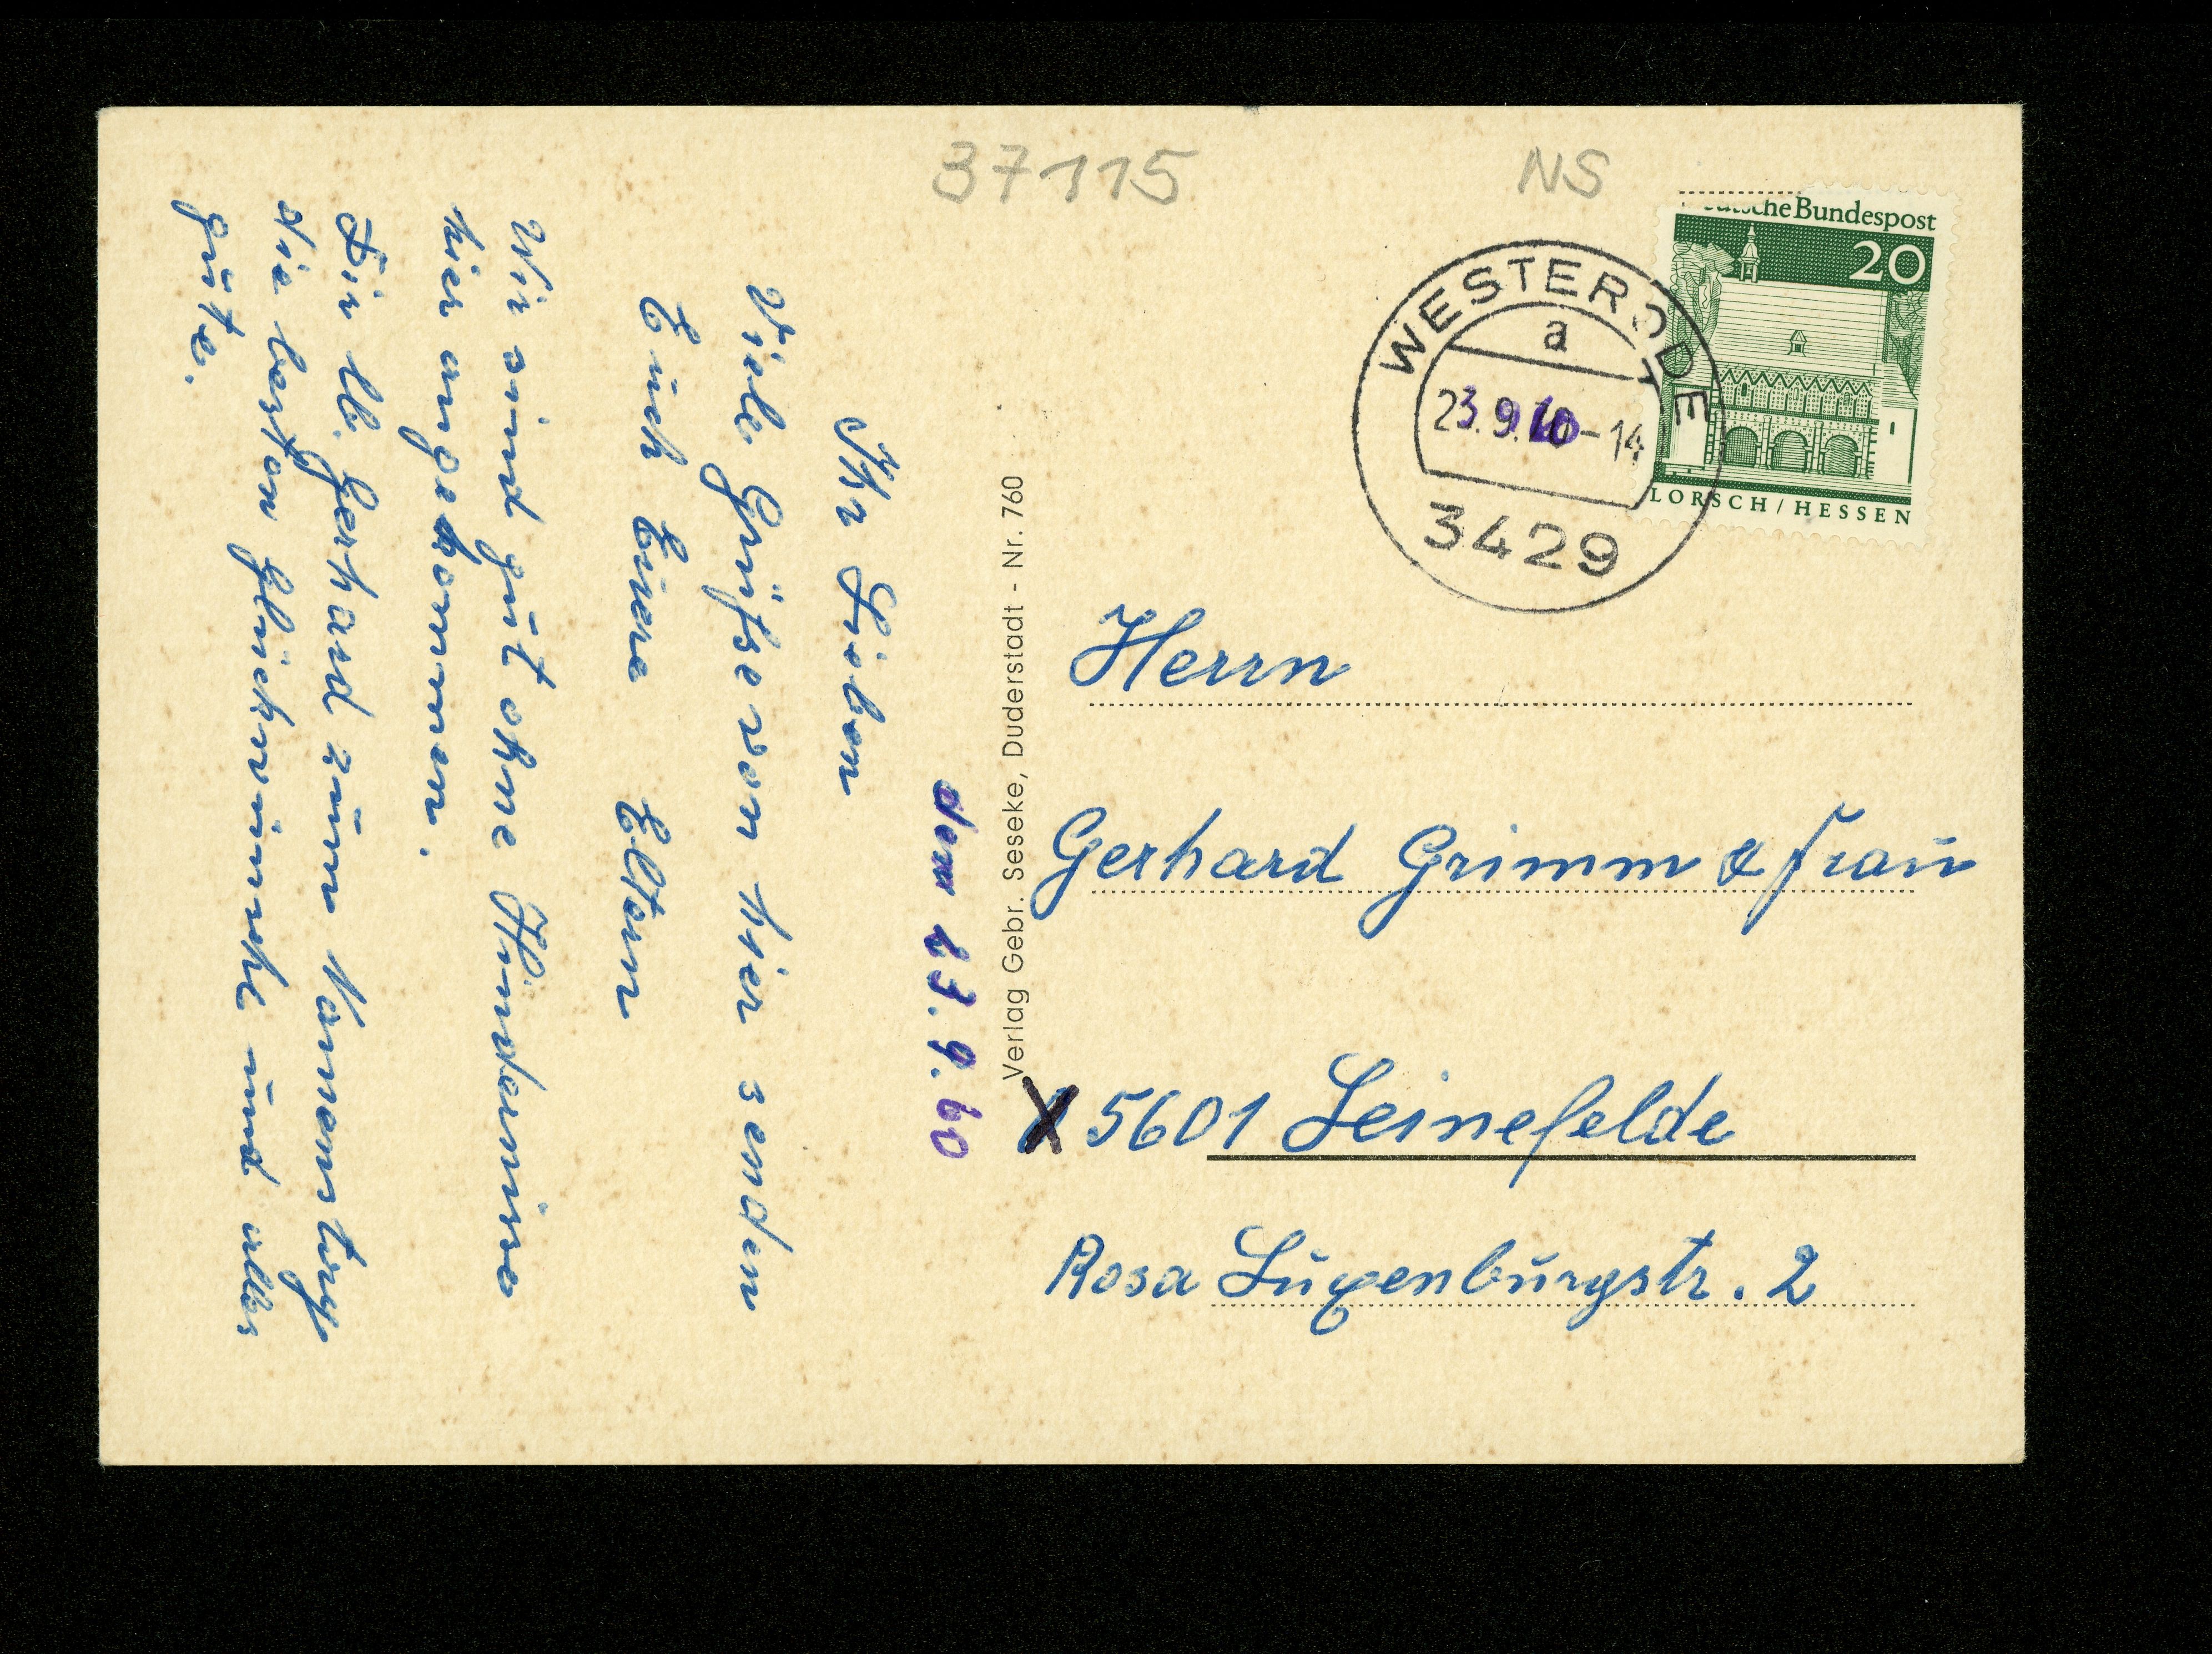 37115
NS
Deutsche Bundespost
20
LORSCH/HESSEN
WESTERODE
a
23.9.60-14
3429
den 23.9.60
Ihr Lieben
Viele Grüße von hier senden
Euch Eure Eltern
Wir sind gut ohne Hindernisse
hier angekommen.
Dir lb. Gerhard zum Namenstag
die besten Glückwünsche und alles
gute.
Verlag Gebr. Seseke, Duderstadt - Nr. 760
Herrn
Gerhard Grimm & Frau
X 5601 Leinefelde
Rosa Luxenburgstr. 2